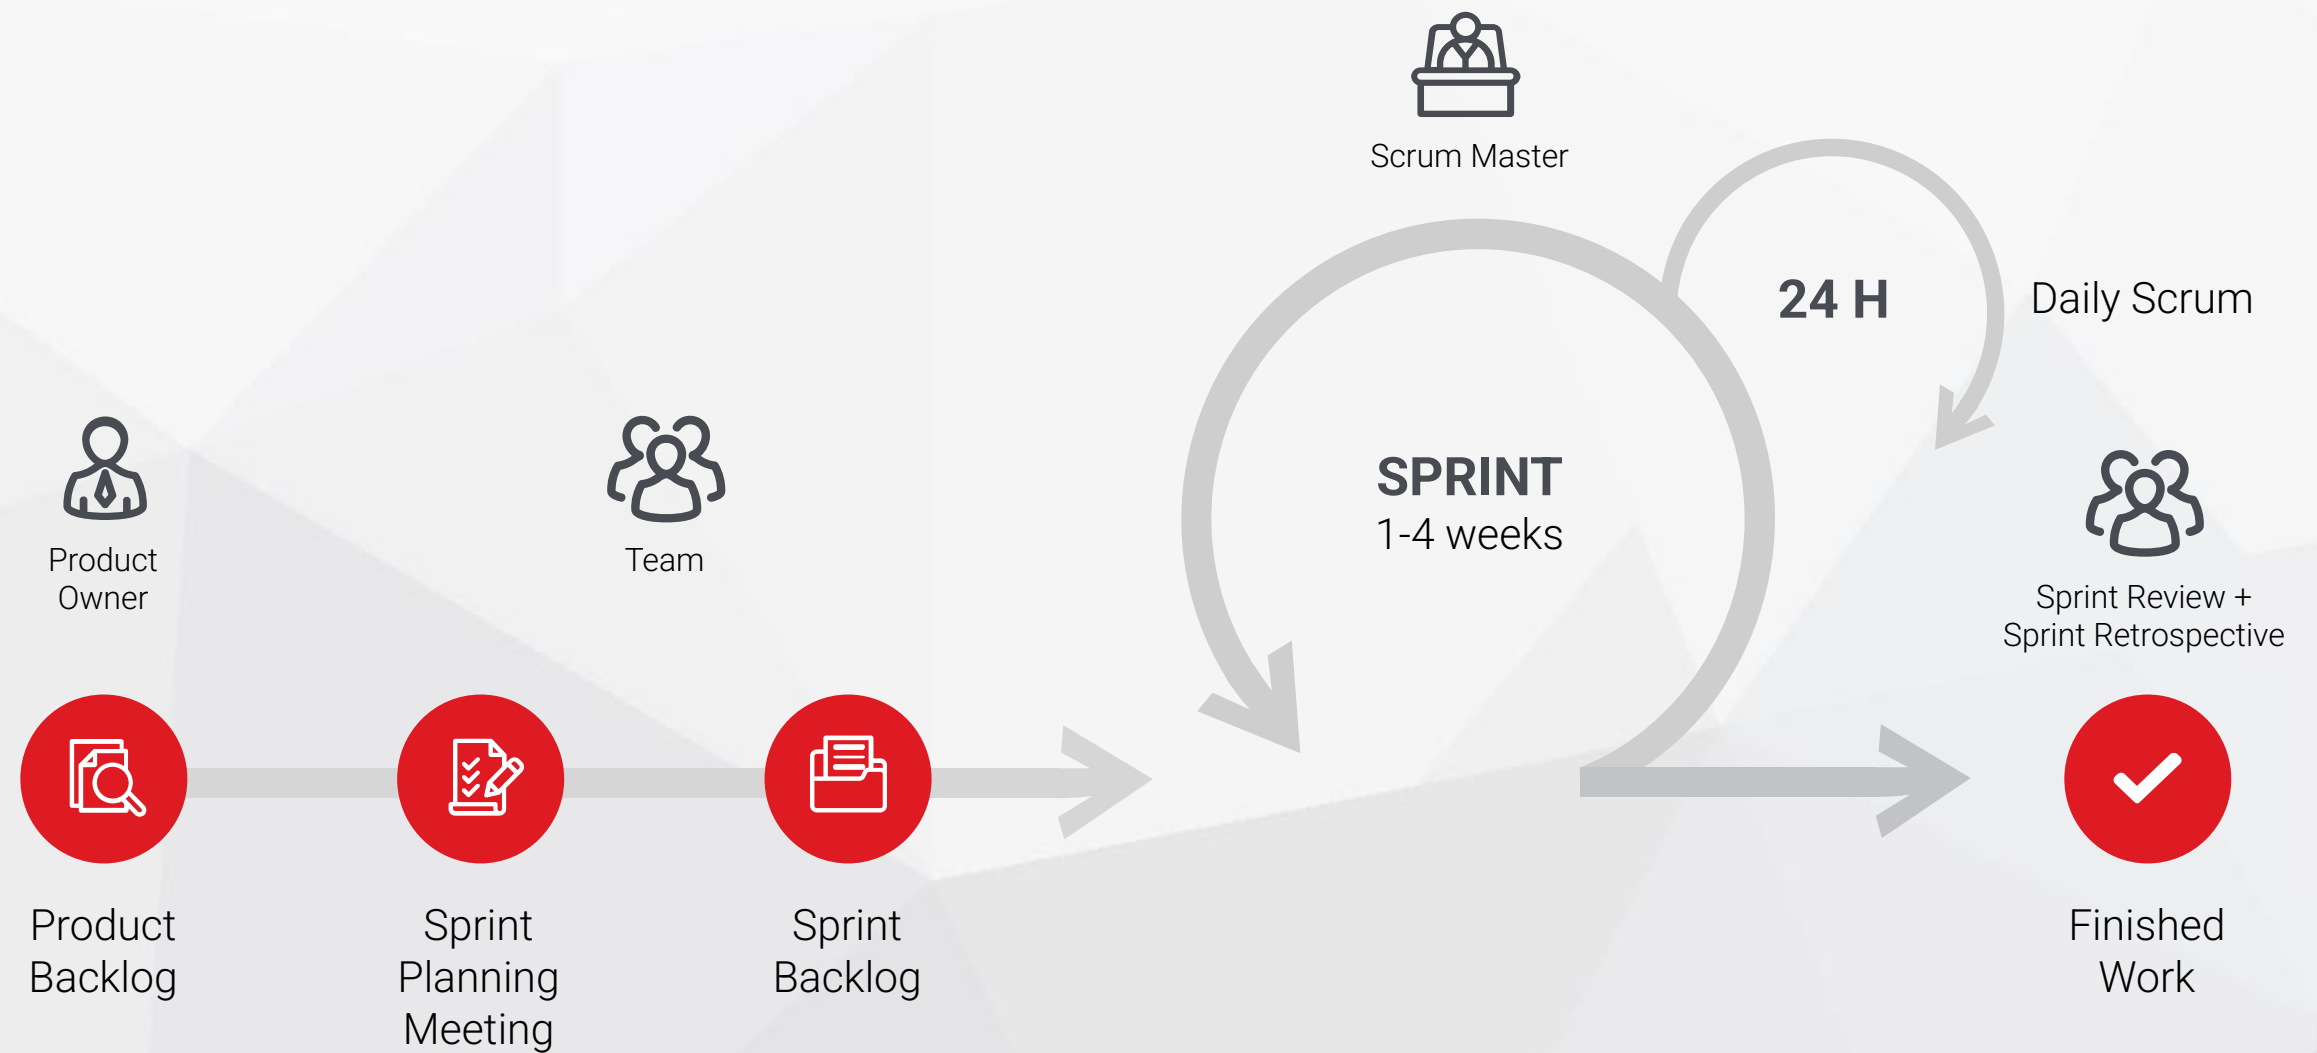 Scrum Master
24 H
Daily Scrum
SPRINT
1-4 weeks
Product
Owner
Team
Sprint Review +
Sprint Retrospective
Product
Backlog
Sprint
Planning
Meeting
Sprint
Backlog
Finished
Work